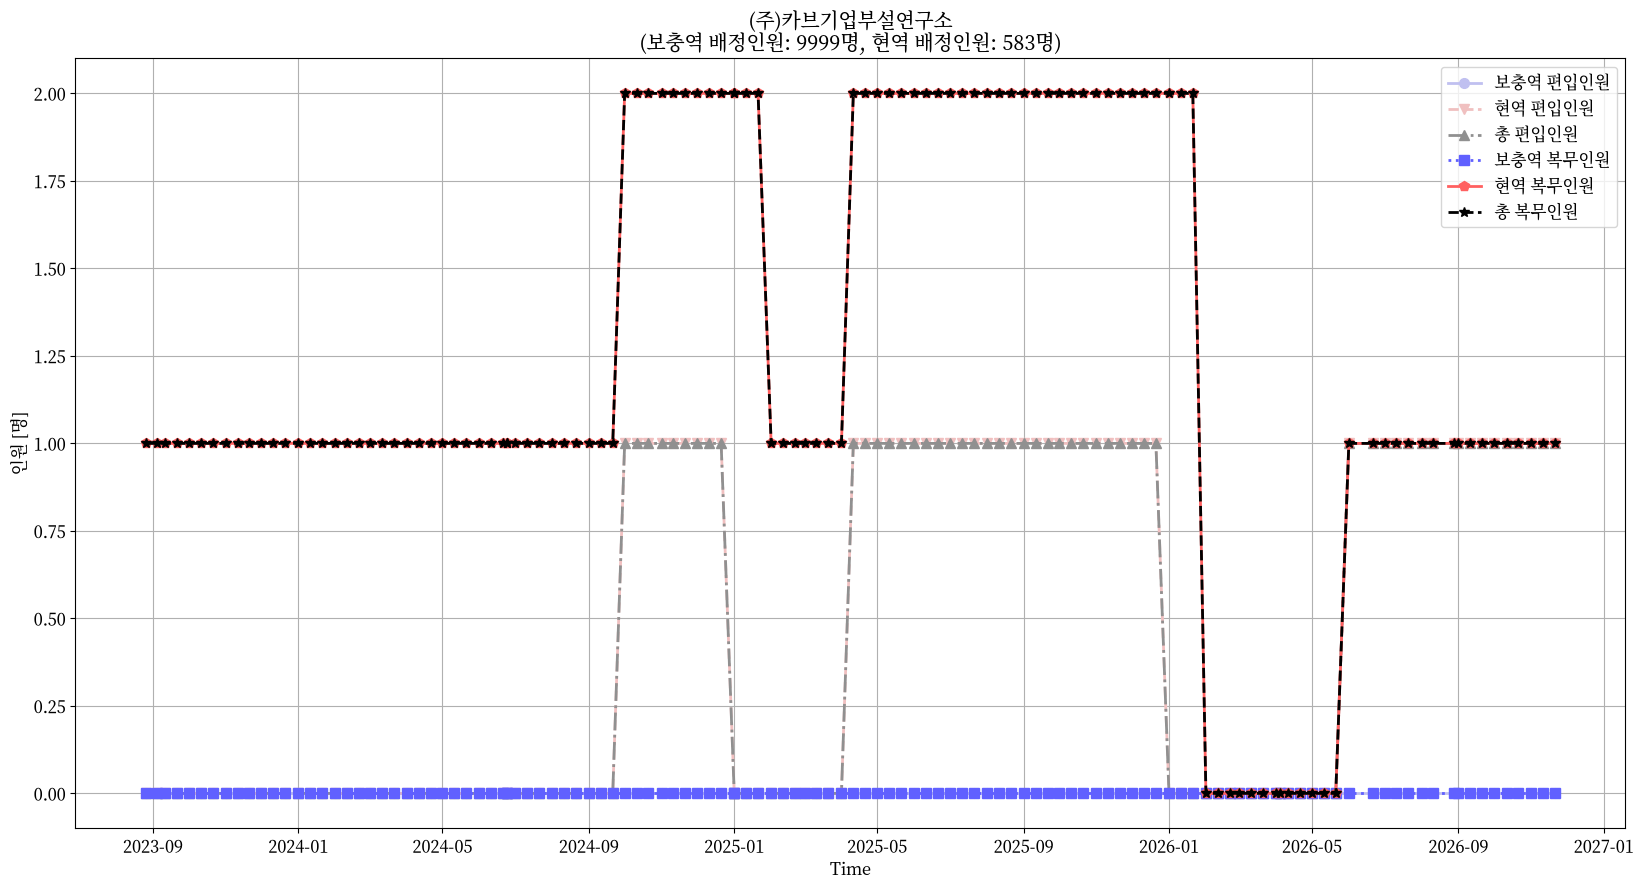 (주)카브기업부설연구소
(보충역 배정인원: 9999명, 현역 배정인원: 583명)
보충역 편입인원
현역 편입인원
총 편입인원
보충역 복무인원
현역 복무인원
총 복무인원
인원 [명]
2.00
1.75
1.50
1.25
1.00
0.75
0.50
0.25
0.00
2023-09 2024-01 2024-05 2024-09 2025-01 2025-05 2025-09 2026-01 2026-05 2026-09 2027-01
Time